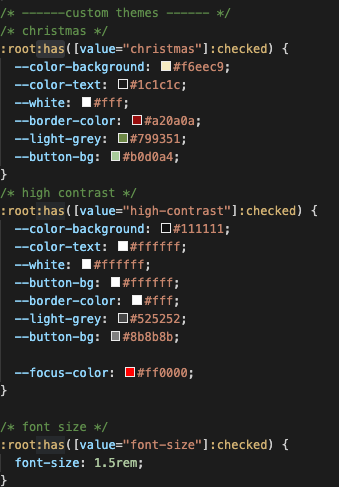 /* ------custom themes ------ */
/* christmas */
:root:has([value="christmas"]:checked) {
  --color-background: #f6eec9;
  --color-text: #1c1c1c;
  --white: #fff;
  --border-color: #a20a0a;
  --light-grey: #799351;
  --button-bg: #b0d0a4;
}
/* high contrast */
:root:has([value="high-contrast"]:checked) {
  --color-background: #111111;
  --color-text: #ffffff;
  --white: #ffffff;
  --button-bg: #ffffff;
  --border-color: #fff;
  --light-grey: #525252;
  --button-bg: #8b8b8b;
  --focus-color: #ff0000;
}
/* font size */
:root:has([value="font-size"]:checked) {
  font-size: 1.5rem;
}